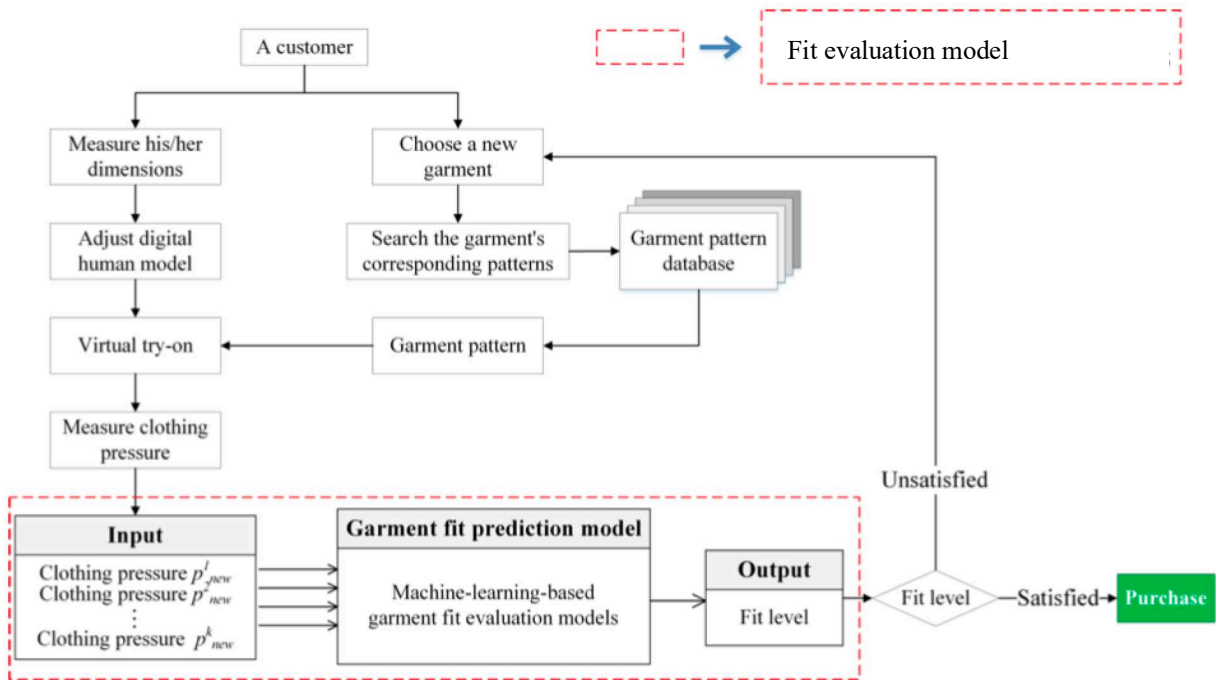 A customer
Fit evaluation model
Measure his/her
dimensions
Choose a new
garment
Adjust digital
human model
Search the garment's
corresponding patterns
Garment pattern
database
Virtual try-on
Garment pattern
Measure clothing
pressure
Unsatisfied
Input
Clothing pressure p^1_new
Clothing pressure p^2_new
⋮
Clothing pressure p^k_new
Garment fit prediction model
Machine-learning-based
garment fit evaluation models
Output
Fit level
Fit level
Satisfied
Purchase